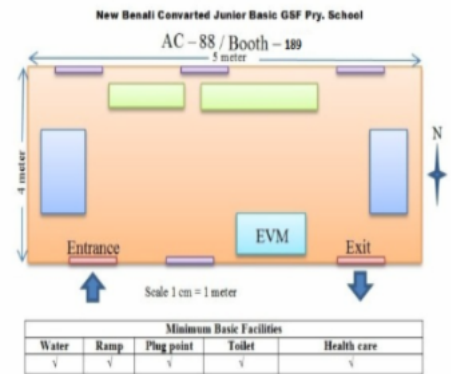 New Benali Convarted Junior Basic GSF Pry. School
AC – 88 / Booth – 189
5 meter
4 meter
N
EVM
Entrance
Exit
Scale 1 cm = 1 meter
Minimum Basic Facilities
Water Ramp Plug point Toilet Health care
√ √ √ √ √